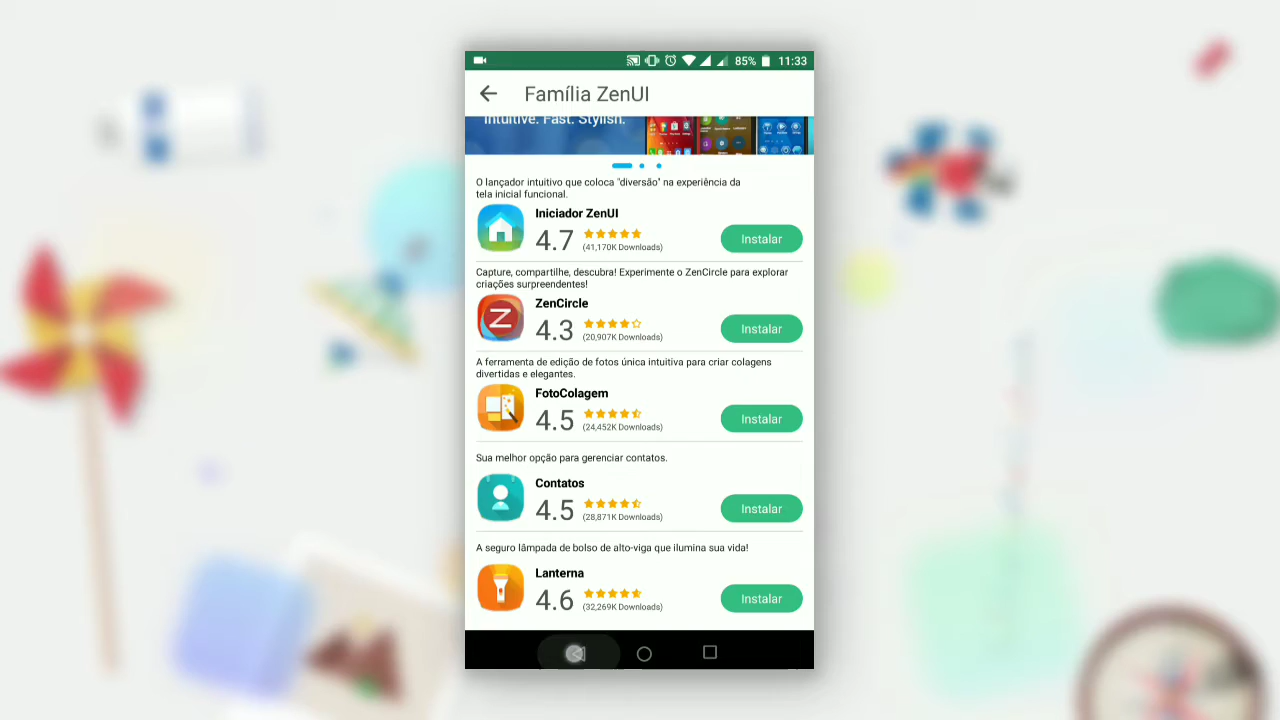 85% 11:33
Família ZenUI
Intuitive. Fast. Stylish.
O lançador intuitivo que coloca "diversão" na experiência da
tela inicial funcional.
Iniciador ZenUI
4.7
(41,170K Downloads)
Instalar
Capture, compartilhe, descubra! Experimente o ZenCircle para explorar
criações surpreendentes!
ZenCircle
4.3
(20,907K Downloads)
Instalar
A ferramenta de edição de fotos única intuitiva para criar colagens
divertidas e elegantes.
FotoColagem
4.5
(24,452K Downloads)
Instalar
Sua melhor opção para gerenciar contatos.
Contatos
4.5
(28,871K Downloads)
Instalar
A seguro lâmpada de bolso de alto-viga que ilumina sua vida!
Lanterna
4.6
(32,269K Downloads)
Instalar